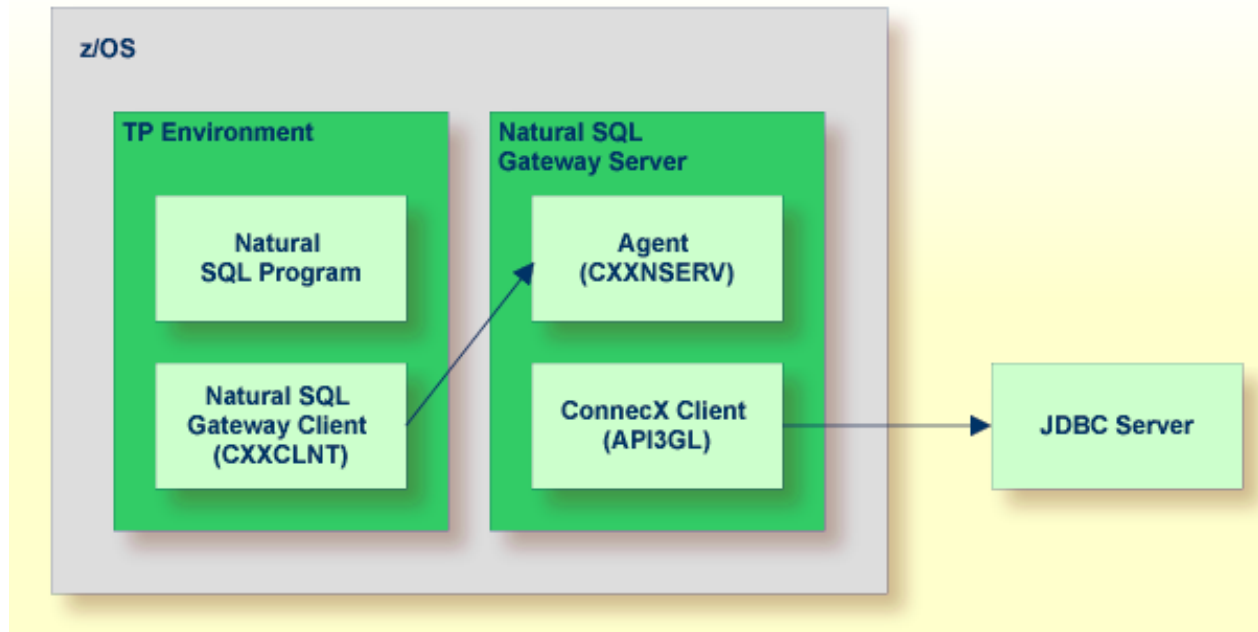 z/OS
TP Environment
Natural
SQL Program
Natural SQL
Gateway Client
(CXXCLNT)
Natural SQL
Gateway Server
Agent
(CXXNSERV)
ConnecX Client
(API3GL)
JDBC Server